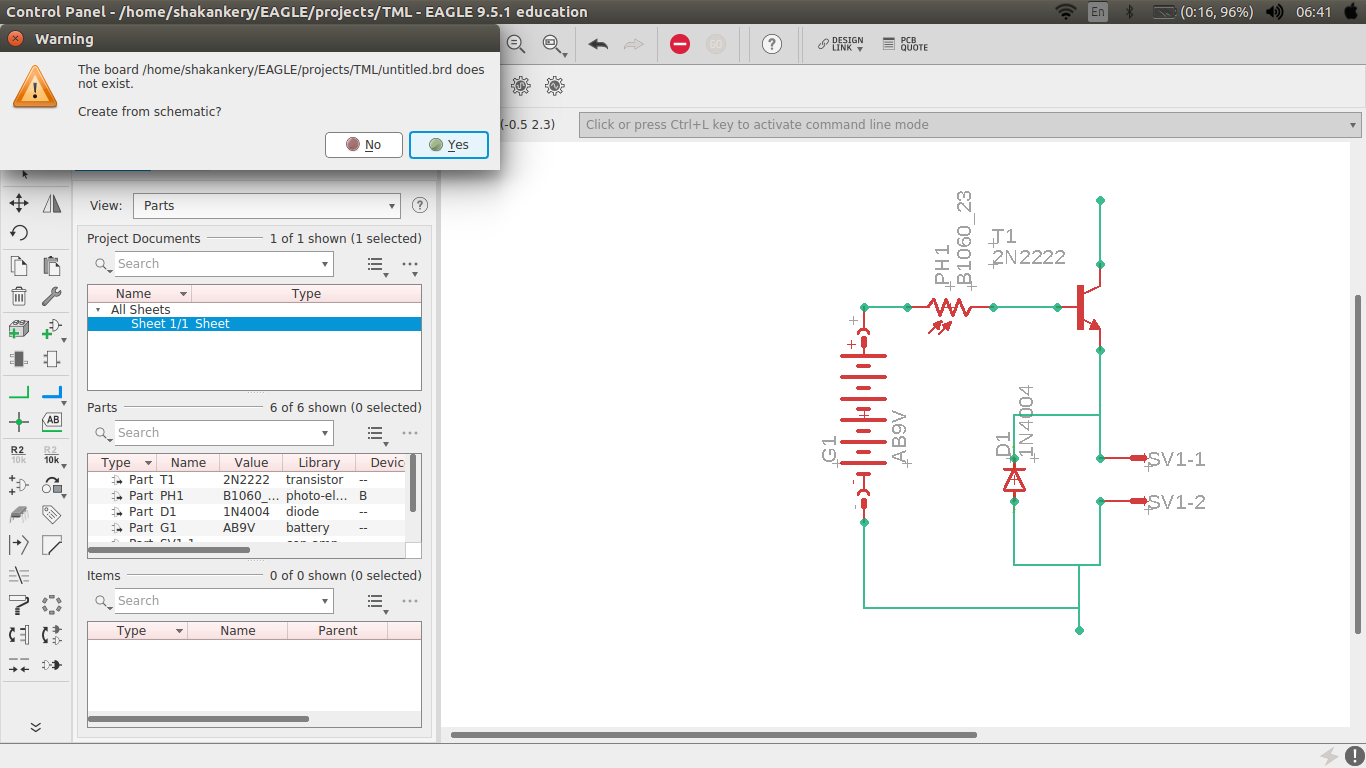 Control Panel - /home/shakankery/EAGLE/projects/TML - EAGLE 9.5.1 education
En
(0:16, 96%)
06:41
Warning
The board /home/shakankery/EAGLE/projects/TML/untitled.brd does
not exist.
Create from schematic?
No
Yes
DESIGN
LINK
PCB
QUOTE
(-0.5 2.3)
Click or press Ctrl+L key to activate command line mode
View:
Parts
Project Documents
1 of 1 shown (1 selected)
Search
Name
Type
All Sheets
Sheet 1/1 Sheet
Parts
6 of 6 shown (0 selected)
Search
Type Name Value Library
Part T1 2N2222 transistor --
Part PH1 B1060_... photo-el... B
Part D1 1N4004 diode --
Part G1 AB9V battery --
Items
0 of 0 shown (0 selected)
Search
Type Name Parent
AB
R2
10k
R2
10k
PH1
B1060_23
T1
2N2222
G1
AB9V
D1
1N4004
SV1-1
SV1-2